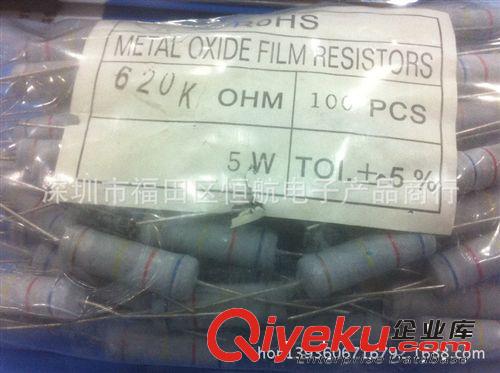 RoHS
METAL OXIDE FILM RESISTORS
620K OHM 100 PCS
5W TOL.±5%
深圳市福田区恒航电子产品商行
Qiyeku.com 企业库
Enterprise Database